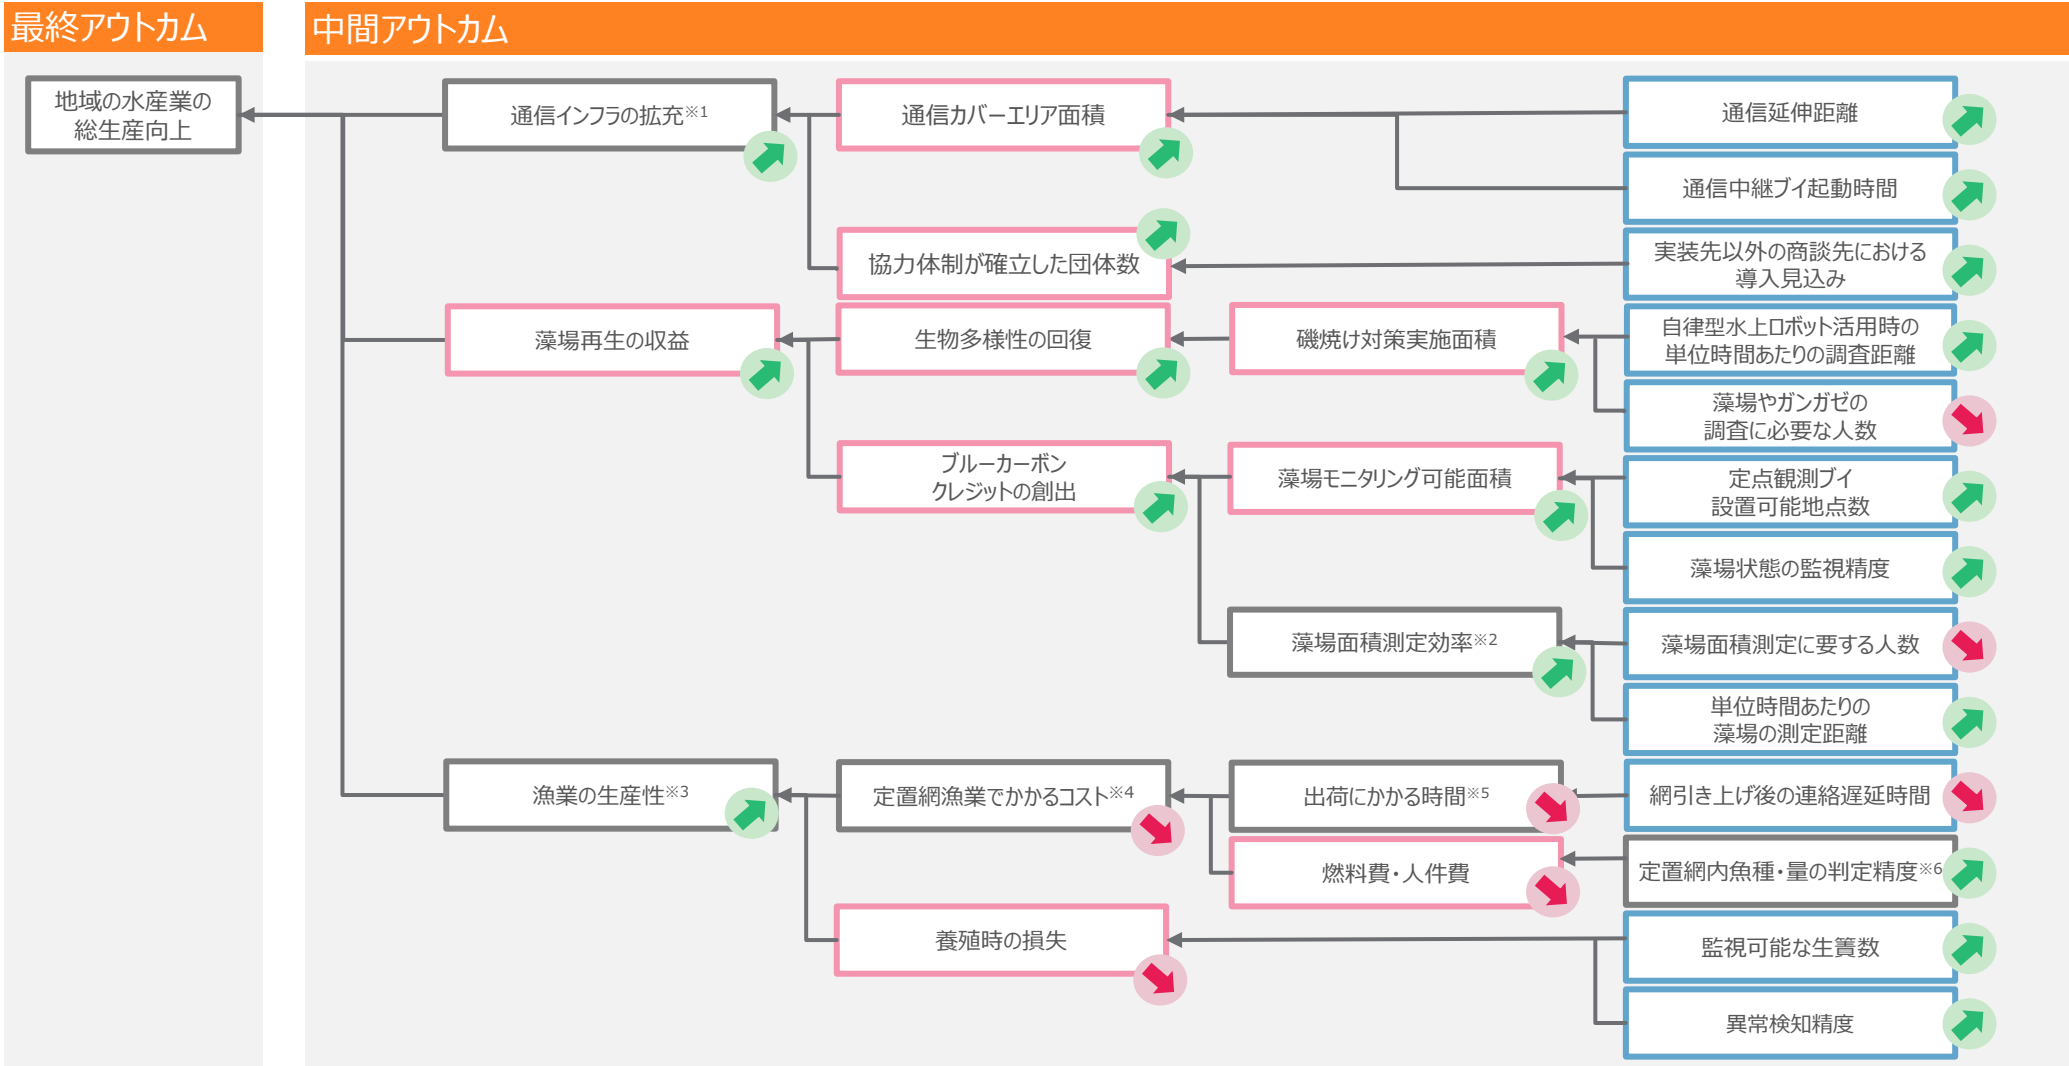 最終アウトカム
中間アウトカム
地域の水産業の
総生産向上
通信インフラの拡充※1
通信カバーエリア面積
通信延伸距離
通信中継ブイ起動時間
協力体制が確立した団体数
実装先以外の商談先における
導入見込み
藻場再生の収益
生物多様性の回復
磯焼け対策実施面積
自律型水上ロボット活用時の
単位時間あたりの調査距離
藻場やガンガゼの
調査に必要な人数
ブルーカーボン
クレジットの創出
藻場モニタリング可能面積
定点観測ブイ
設置可能地点数
藻場状態の監視精度
藻場面積測定効率※2
藻場面積測定に要する人数
単位時間あたりの
藻場の測定距離
漁業の生産性※3
定置網漁業でかかるコスト※4
出荷にかかる時間※5
網引き上げ後の連絡遅延時間
燃料費・人件費
定置網内魚種・量の判定精度※6
養殖時の損失
監視可能な生簀数
異常検知精度